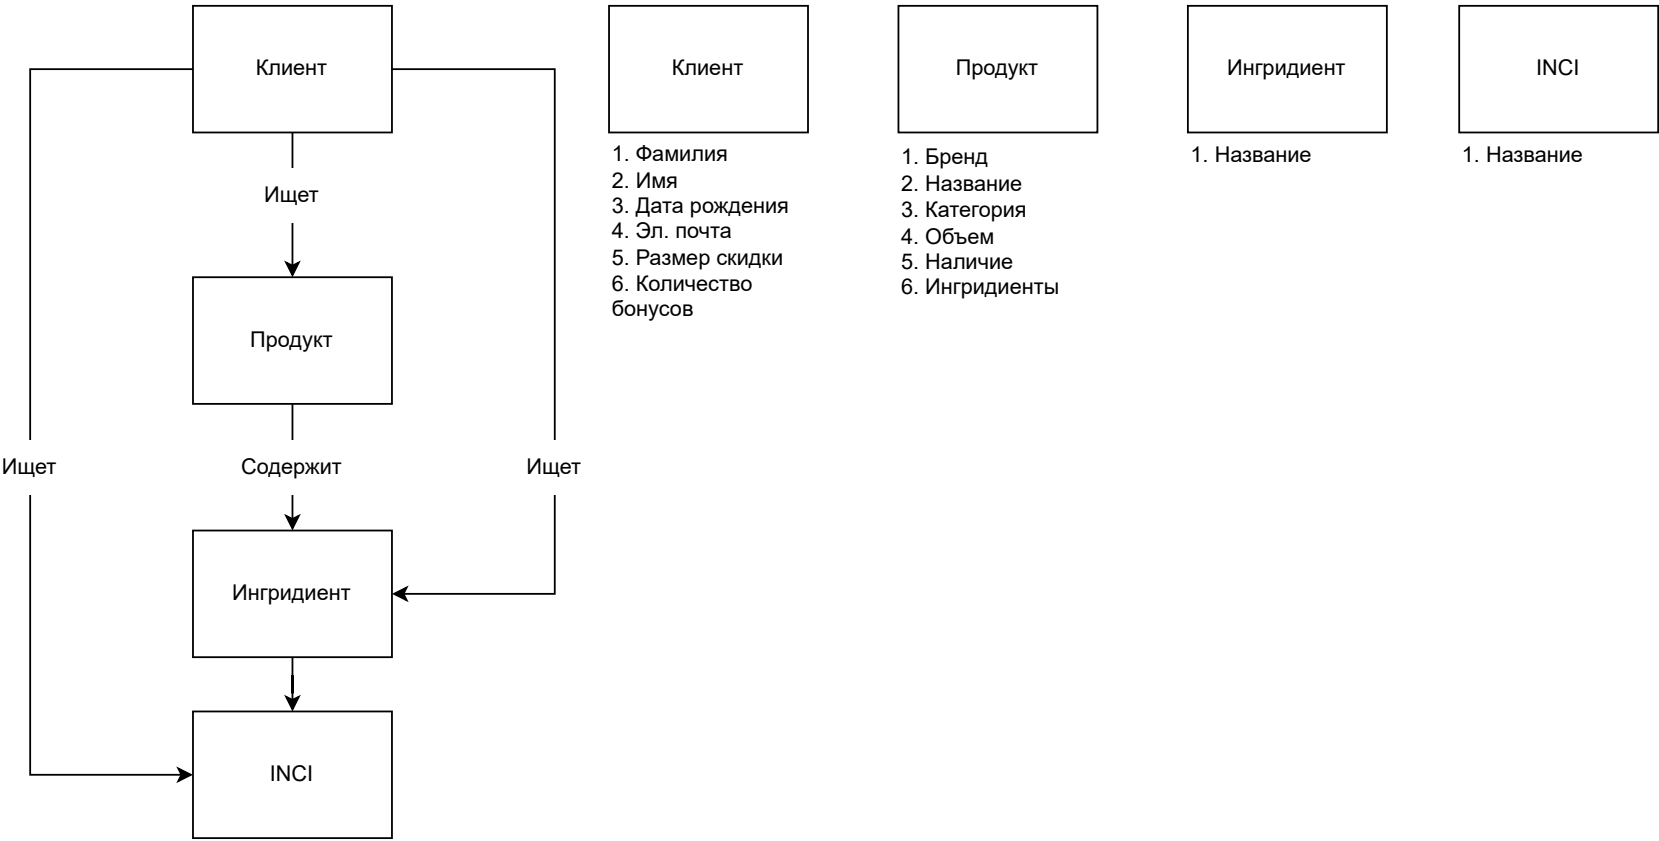 Клиент
Ищет
Продукт
Ищет
Содержит
Ищет
Ингридиент
INCI
Клиент
1. Фамилия
2. Имя
3. Дата рождения
4. Эл. почта
5. Размер скидки
6. Количество
бонусов
Продукт
1. Бренд
2. Название
3. Категория
4. Объем
5. Наличие
6. Ингридиенты
Ингридиент
1. Название
INCI
1. Название